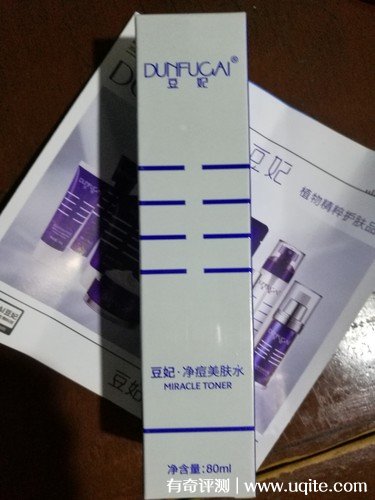 DUNFUGAI®
豆妃
豆妃·净痘美肤水
MIRACLE TONER
净含量:80ml
豆妃
植物精粹护肤品
豆妃
有奇评测 | www.uqite.com